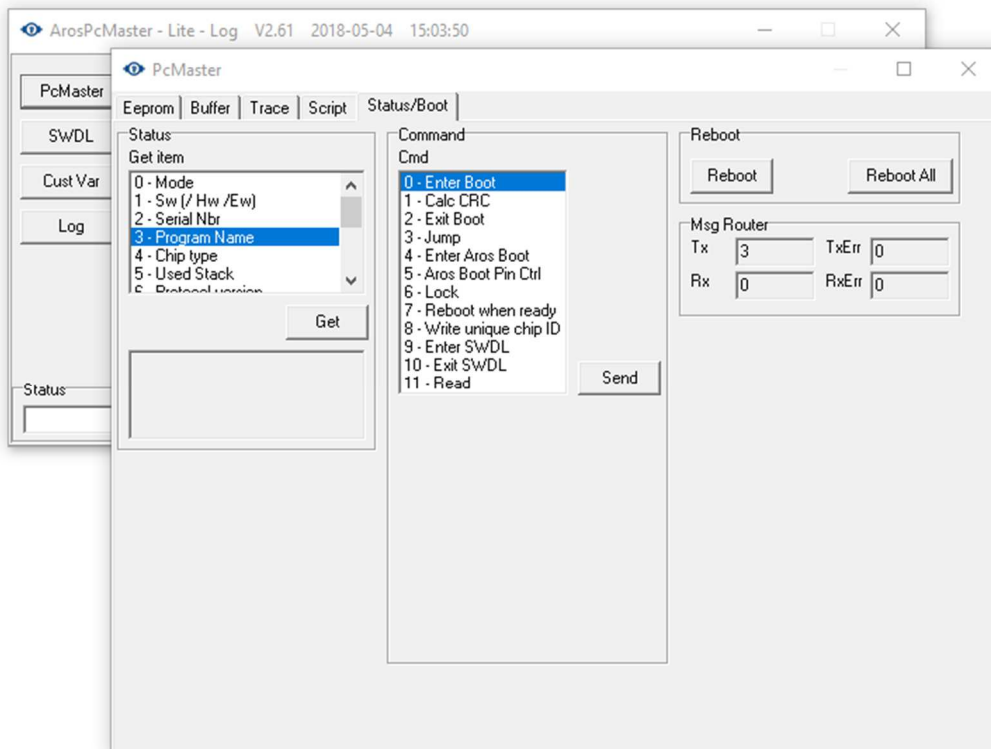 ArosPcMaster - Lite - Log V2.61 2018-05-04 15:03:50
PcMaster
SWDL
Cust Var
Log
Status
PcMaster
Eeprom
Buffer
Trace
Script
Status/Boot
Status
Get item
0 - Mode
1 - Sw (/ Hw /Ew)
2 - Serial Nbr
3 - Program Name
4 - Chip type
5 - Used Stack
6 - Protocol version
Get
Command
Cmd
0 - Enter Boot
1 - Calc CRC
2 - Exit Boot
3 - Jump
4 - Enter Aros Boot
5 - Aros Boot Pin Ctrl
6 - Lock
7 - Reboot when ready
8 - Write unique chip ID
9 - Enter SWDL
10 - Exit SWDL
11 - Read
Send
Reboot
Reboot
Reboot All
Msg Router
Tx 3 TxErr 0
Rx 0 RxErr 0